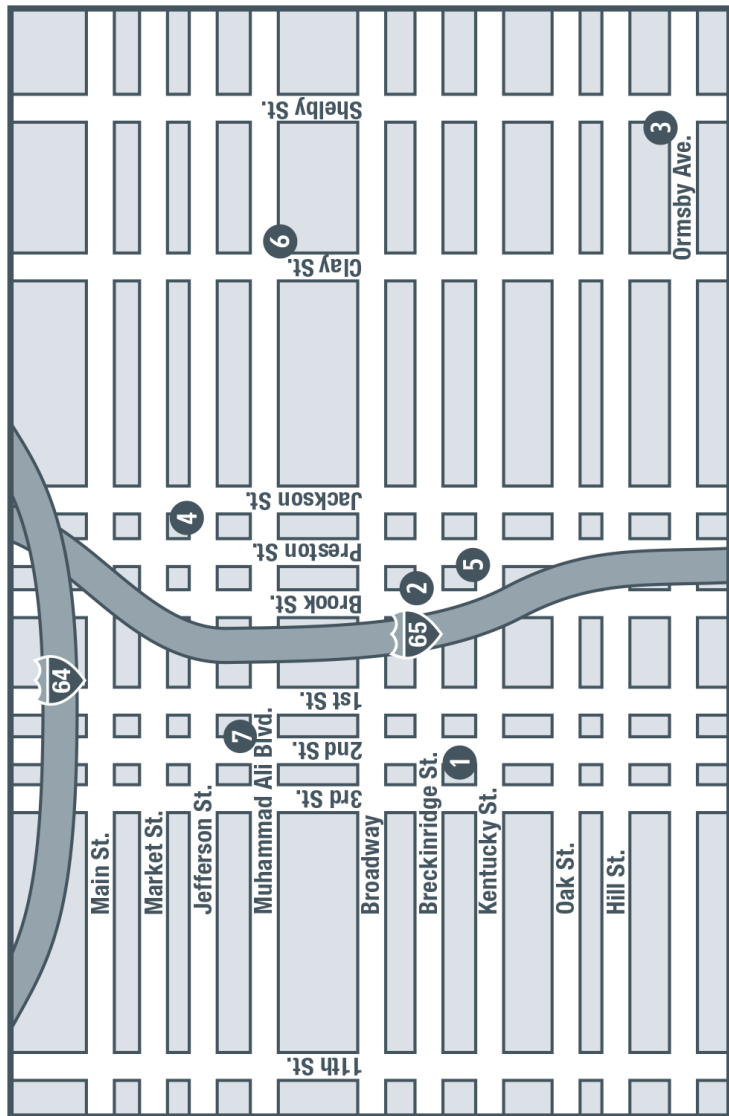 Shelby St.
3
Ormsby Ave.
6
Clay St.
Jackson St.
4
Preston St.
5
2
Brook St.
65
64
1st St.
7
2nd St.
1
3rd St.
Main St.
Market St.
Jefferson St.
Muhammad Ali Blvd.
Broadway
Breckinridge St.
Kentucky St.
Oak St.
Hill St.
11th St.